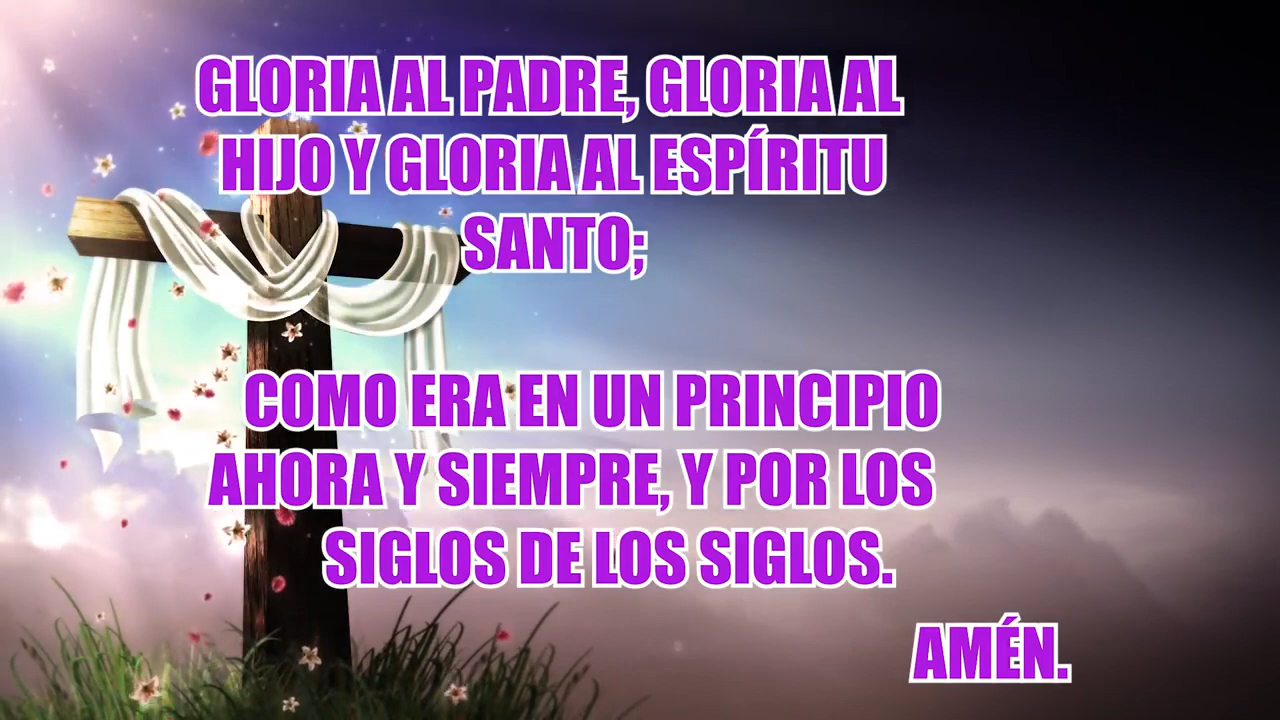 GLORIA AL PADRE, GLORIA AL
HIJO Y GLORIA AL ESPÍRITU
SANTO;
COMO ERA EN UN PRINCIPIO
AHORA Y SIEMPRE, Y POR LOS
SIGLOS DE LOS SIGLOS.
AMÉN.